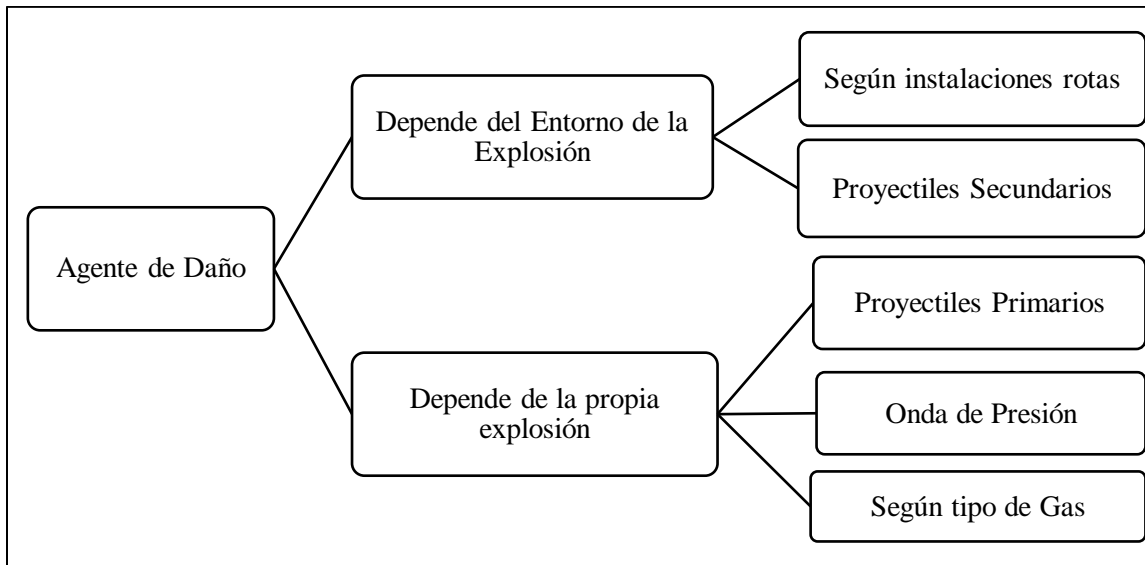 Agente de Daño
Depende del Entorno de la
Explosión
Según instalaciones rotas
Proyectiles Secundarios
Depende de la propia
explosión
Proyectiles Primarios
Onda de Presión
Según tipo de Gas